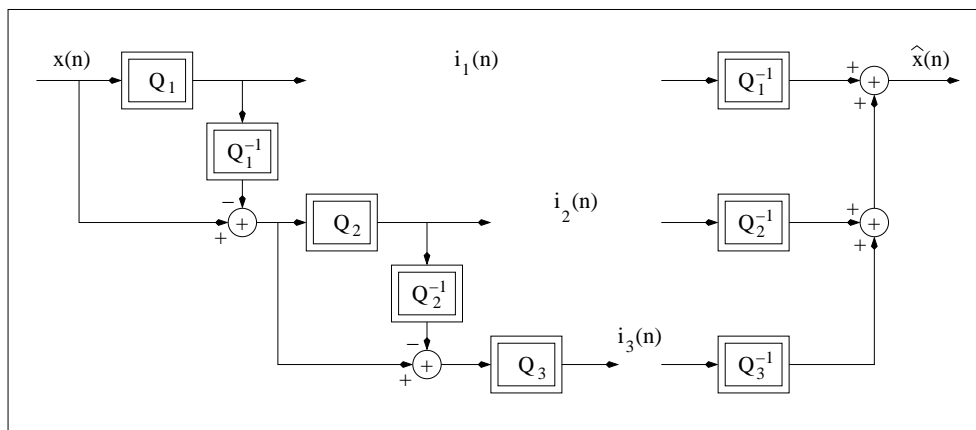 x(n) Q₁ i₁(n) Q₁⁻¹ + + + x̂(n)
Q₁⁻¹
− + + Q₂ i₂(n) Q₂⁻¹ + + +
Q₂⁻¹
− + + Q₃ i₃(n) Q₃⁻¹